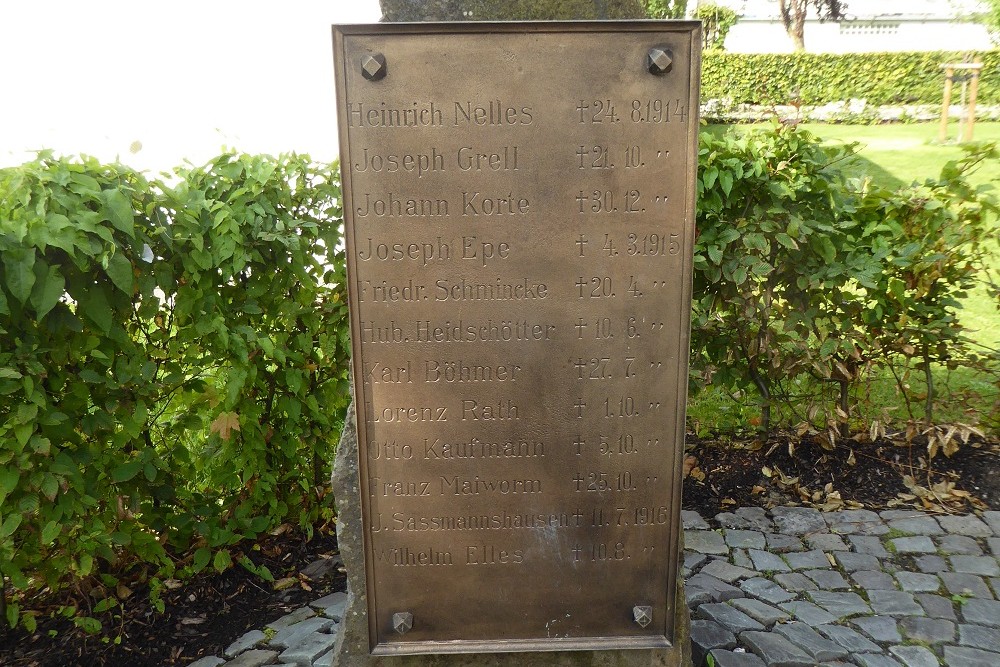 Heinrich Nelles †24. 8.1914
Joseph Grell †21. 10. "
Johann Korte †30. 12. "
Joseph Epe † 4. 3.1915
Friedr. Schmincke †20. 4. "
Hub. Heidschötter † 10. 6. "
Karl Böhmer †27. 7. "
Lorenz Rath † 1.10. "
Otto Kaufmann † 5.10. "
Franz Maiworm †25.10. "
J. Sassmannshausen † 11. 7.1916
Wilhelm Elles † 10.8. "